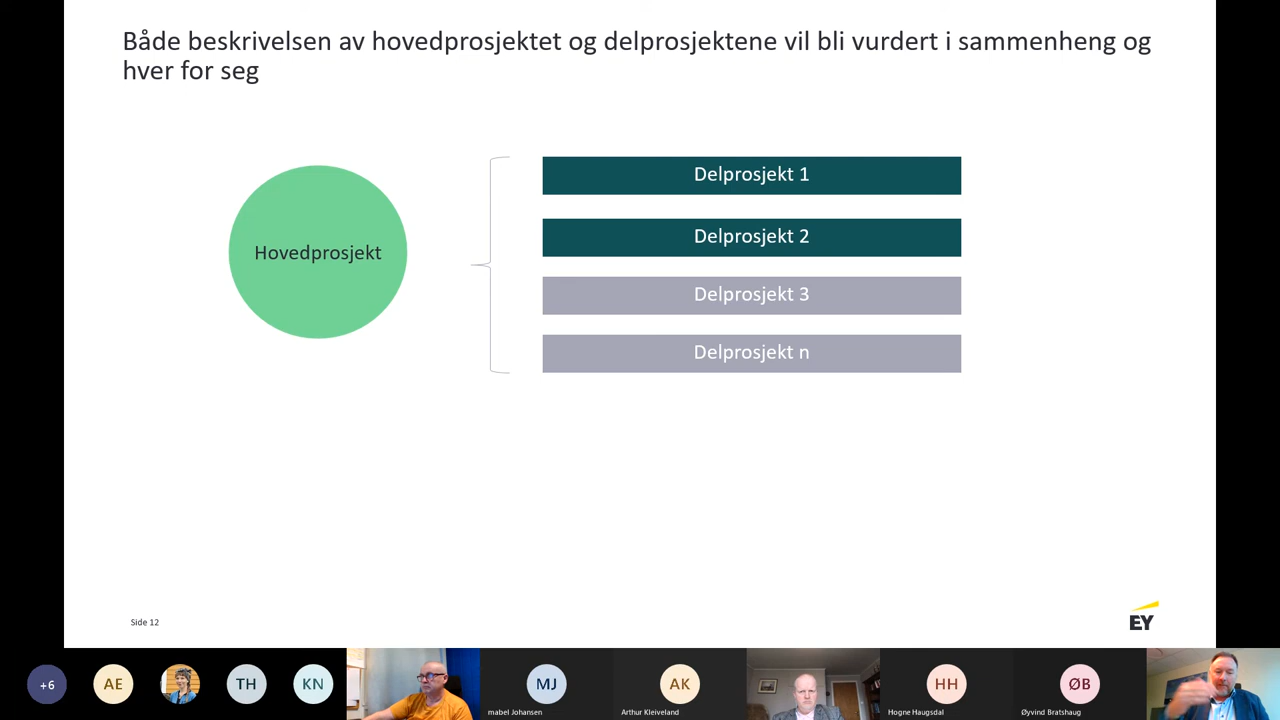 Både beskrivelsen av hovedprosjektet og delprosjektene vil bli vurdert i sammenheng og
hver for seg
Hovedprosjekt
Delprosjekt 1
Delprosjekt 2
Delprosjekt 3
Delprosjekt n
Side 12
EY
+6
AE
TH
KN
MJ
mabel Johansen
AK
Arthur Kleiveland
HH
Hogne Haugsdal
ØB
Øyvind Bratshaug